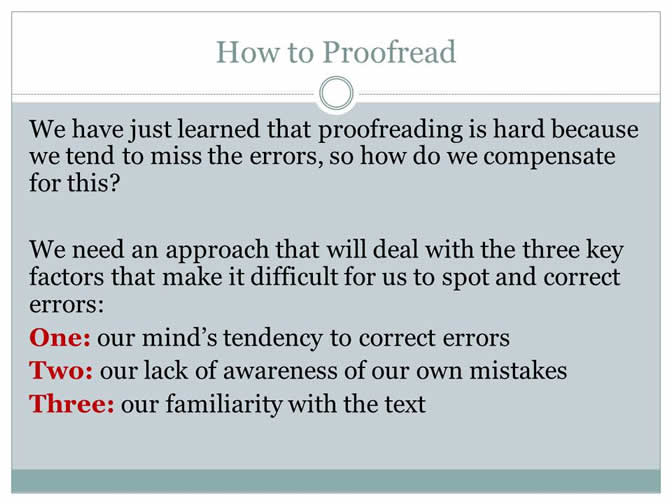 How to Proofread
We have just learned that proofreading is hard because
we tend to miss the errors, so how do we compensate
for this?
We need an approach that will deal with the three key
factors that make it difficult for us to spot and correct
errors:
One: our mind’s tendency to correct errors
Two: our lack of awareness of our own mistakes
Three: our familiarity with the text